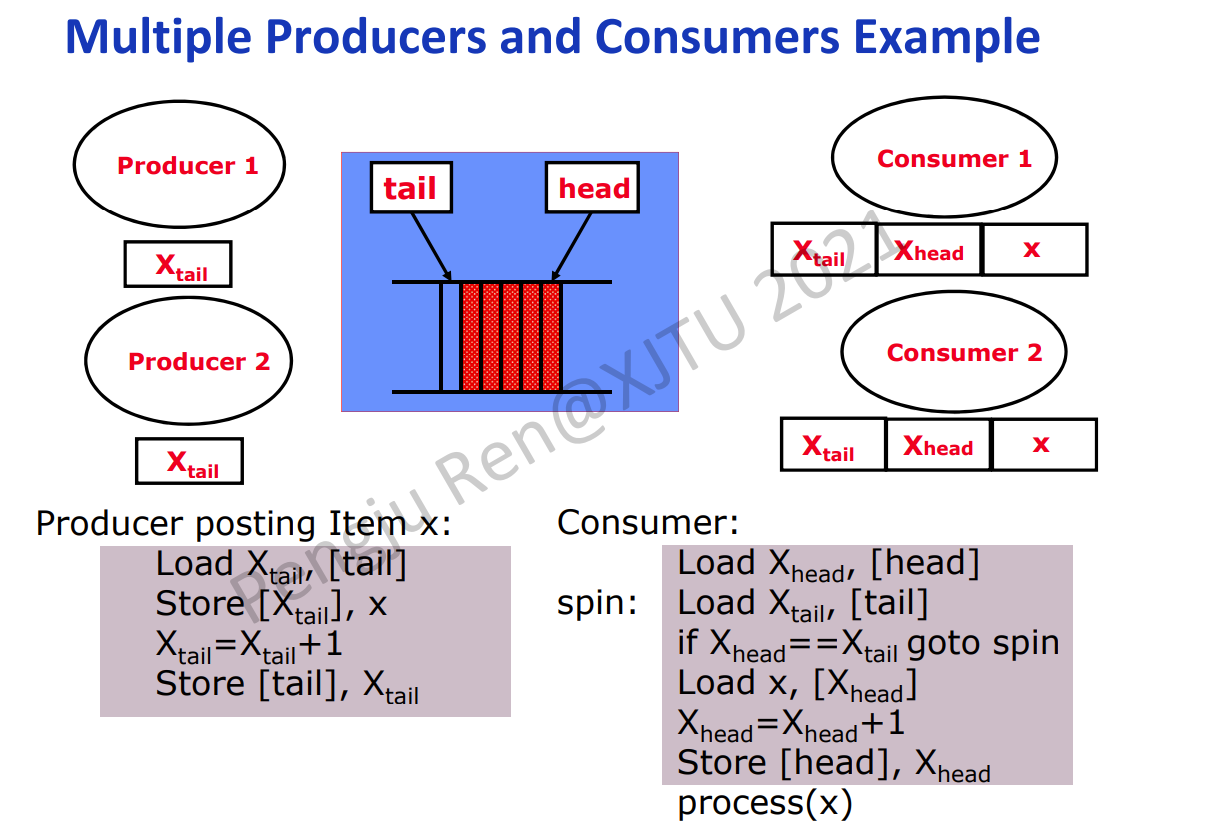 Multiple Producers and Consumers Example
Producer 1
Xtail
Producer 2
Xtail
tail
head
Consumer 1
Xtail Xhead x
Consumer 2
Xtail Xhead x
Pengju Ren@XJTU 2021
Producer posting Item x:
Load Xtail, [tail]
Store [Xtail], x
Xtail=Xtail+1
Store [tail], Xtail
Consumer:
Load Xhead, [head]
spin: Load Xtail, [tail]
if Xhead==Xtail goto spin
Load x, [Xhead]
Xhead=Xhead+1
Store [head], Xhead
process(x)